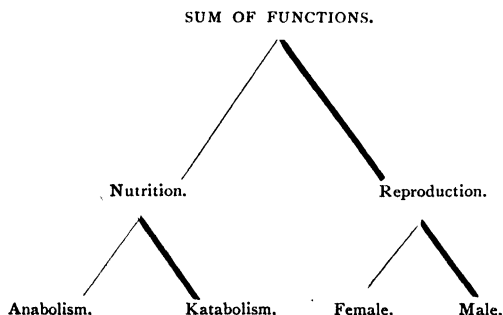 SUM OF FUNCTIONS.
Nutrition. Reproduction.
Anabolism. Katabolism. Female. Male.